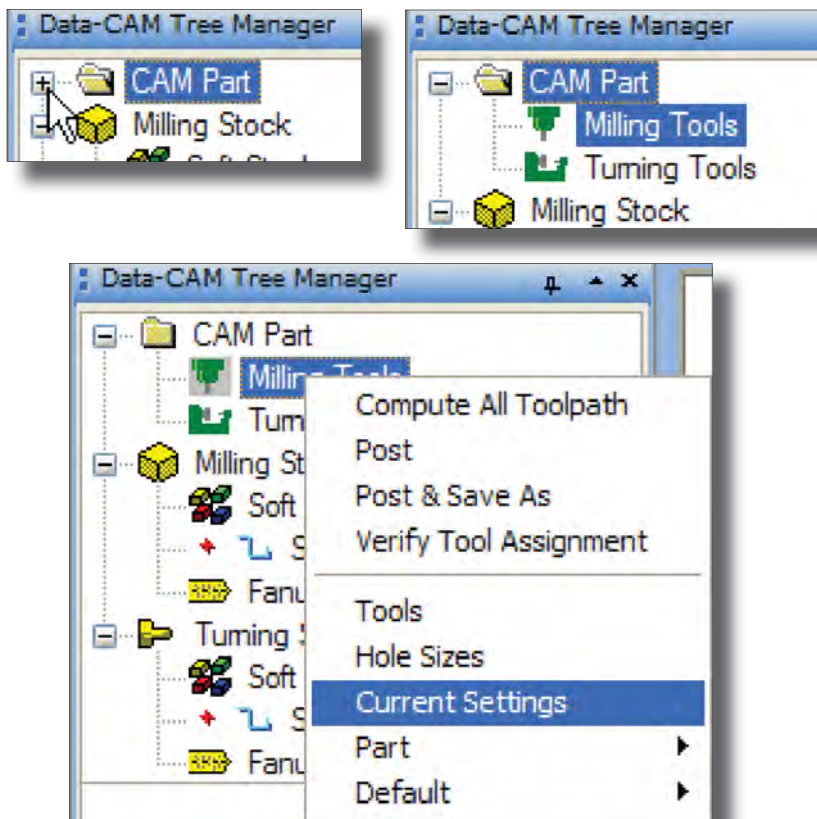 Data-CAM Tree Manager
CAM Part
Milling Stock
Data-CAM Tree Manager
CAM Part
Milling Tools
Turning Tools
Milling Stock
Data-CAM Tree Manager
CAM Part
Milling Tools
Turn
Milling St
Soft
S
Fanu
Turning S
Soft
S
Fanu
Compute All Toolpath
Post
Post & Save As
Verify Tool Assignment
Tools
Hole Sizes
Current Settings
Part
Default